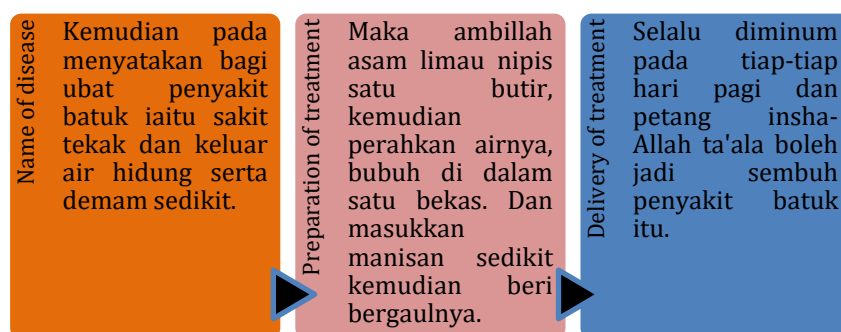 Name of disease
Kemudian pada
menyatakan bagi
ubat penyakit
batuk iaitu sakit
tekak dan keluar
air hidung serta
demam sedikit.
Preparation of treatment
Maka ambillah
asam limau nipis
satu butir,
kemudian
perahkan airnya,
bubuh di dalam
satu bekas. Dan
masukkan
manisan sedikit
kemudian beri
bergaulnya.
Delivery of treatment
Selalu diminum
pada tiap-tiap
hari pagi dan
petang insha-
Allah ta'ala boleh
jadi sembuh
penyakit batuk
itu.